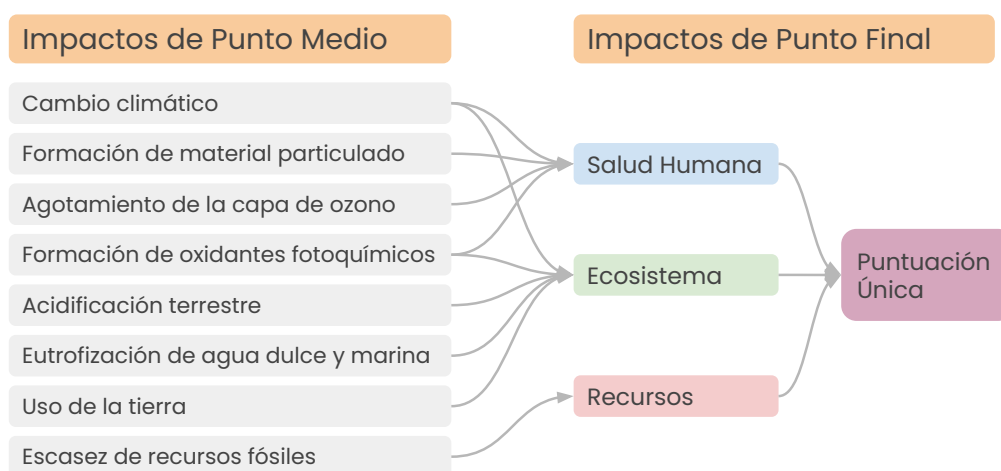 Impactos de Punto Medio
Impactos de Punto Final
Cambio climático
Formación de material particulado
Agotamiento de la capa de ozono
Formación de oxidantes fotoquímicos
Acidificación terrestre
Eutrofización de agua dulce y marina
Uso de la tierra
Escasez de recursos fósiles
Salud Humana
Ecosistema
Recursos
Puntuación
Única